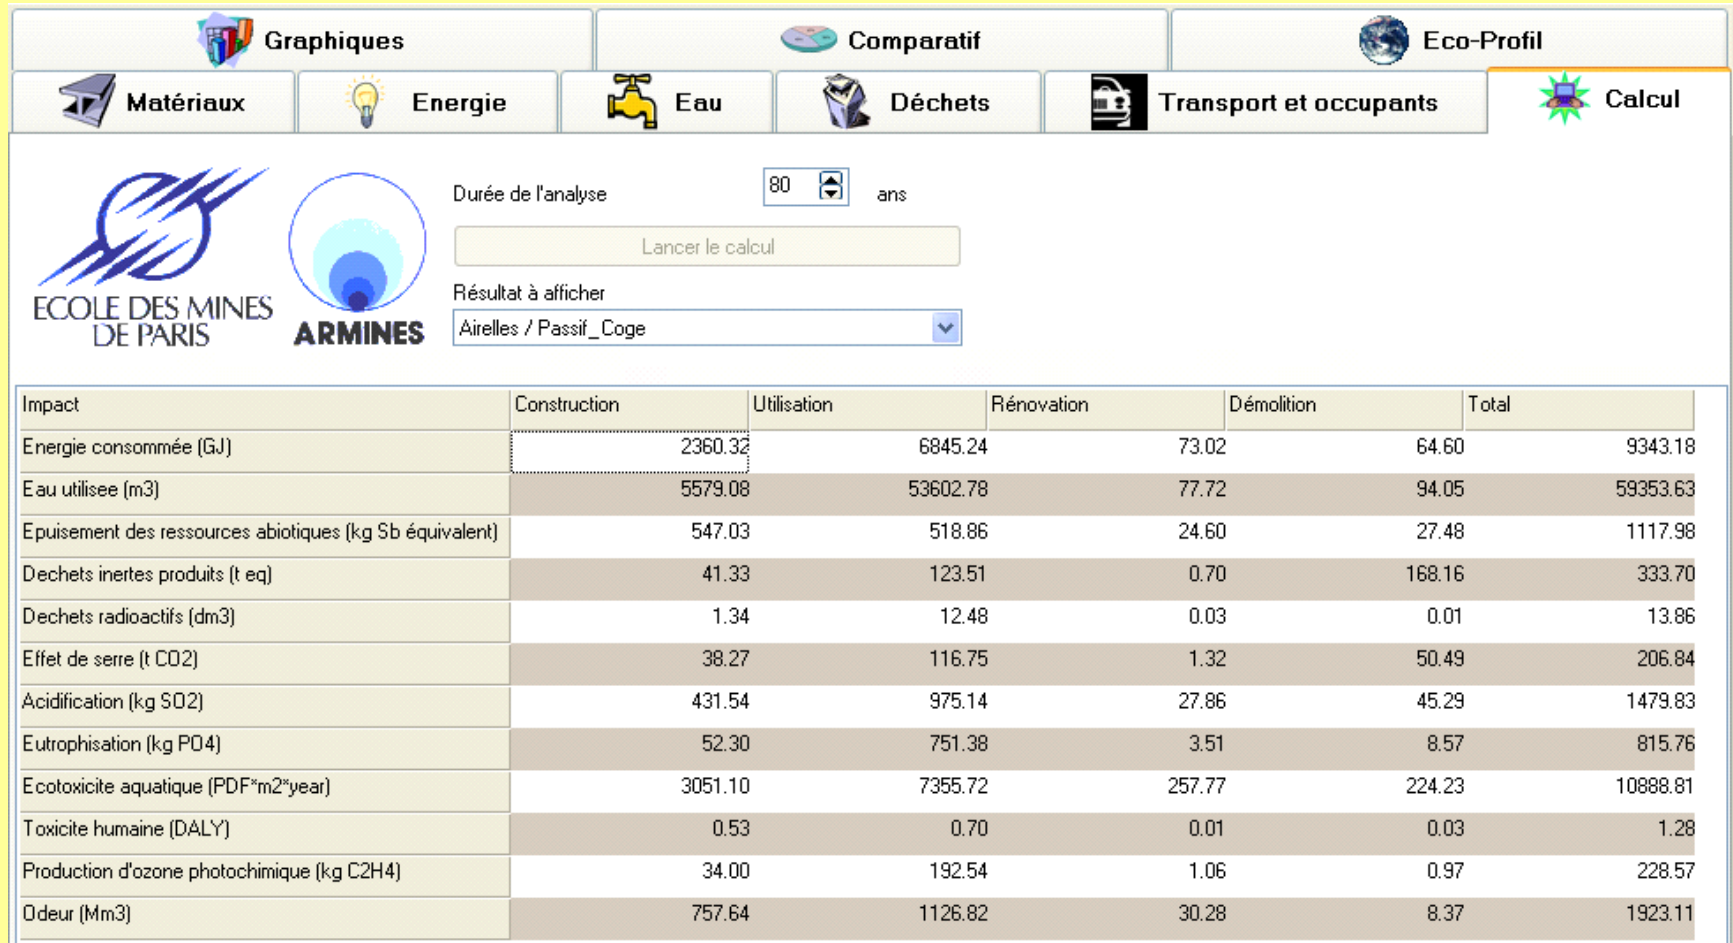 Graphiques Comparatif Eco-Profil
Matériaux Energie Eau Déchets Transport et occupants Calcul
Durée de l'analyse 80 ans
Lancer le calcul
Résultat à afficher
Airelles / Passif_Coge
ECOLE DES MINES
DE PARIS
ARMINES
Impact Construction Utilisation Rénovation Démolition Total
Energie consommée (GJ) 2360.32 6845.24 73.02 64.60 9343.18
Eau utilisee (m3) 5579.08 53602.78 77.72 94.05 59353.63
Epuisement des ressources abiotiques (kg Sb équivalent) 547.03 518.86 24.60 27.48 1117.98
Dechets inertes produits (t eq) 41.33 123.51 0.70 168.16 333.70
Dechets radioactifs (dm3) 1.34 12.48 0.03 0.01 13.86
Effet de serre (t CO2) 38.27 116.75 1.32 50.49 206.84
Acidification (kg SO2) 431.54 975.14 27.86 45.29 1479.83
Eutrophisation (kg PO4) 52.30 751.38 3.51 8.57 815.76
Ecotoxicite aquatique (PDF*m2*year) 3051.10 7355.72 257.77 224.23 10888.81
Toxicite humaine (DALY) 0.53 0.70 0.01 0.03 1.28
Production d'ozone photochimique (kg C2H4) 34.00 192.54 1.06 0.97 228.57
Odeur (Mm3) 757.64 1126.82 30.28 8.37 1923.11